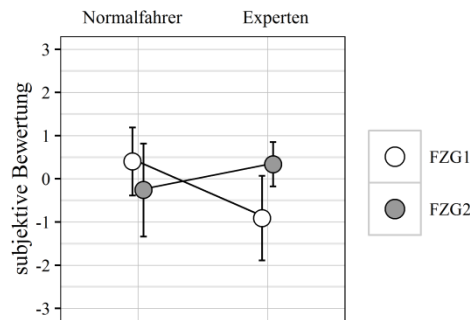 Normalfahrer Experten
subjektive Bewertung
3
2
1
0
-1
-2
-3
FZG1
FZG2